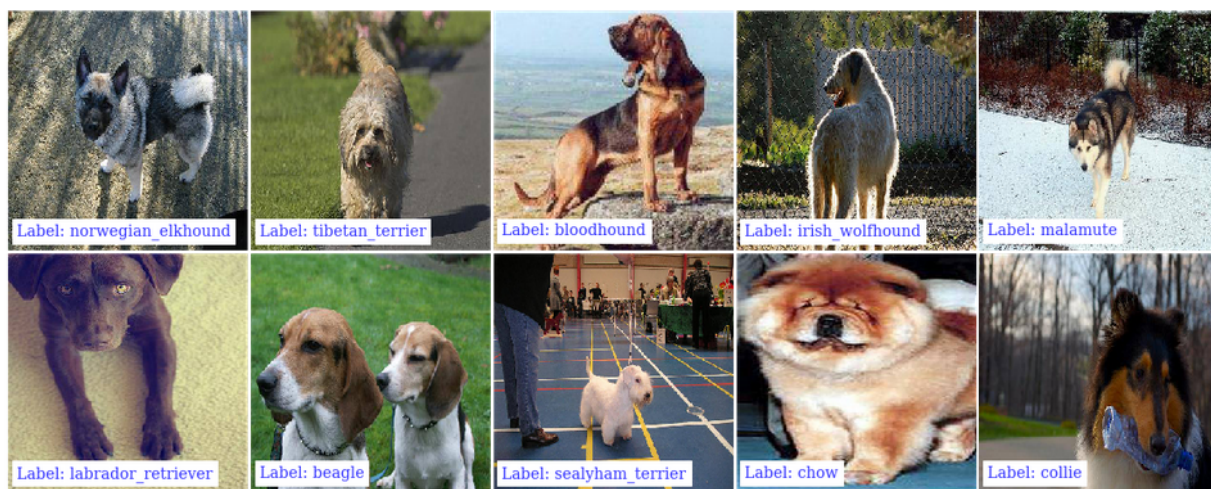 Label: norwegian_elkhound
Label: tibetan_terrier
Label: bloodhound
Label: irish_wolfhound
Label: malamute
Label: labrador_retriever
Label: beagle
Label: sealyham_terrier
Label: chow
Label: collie